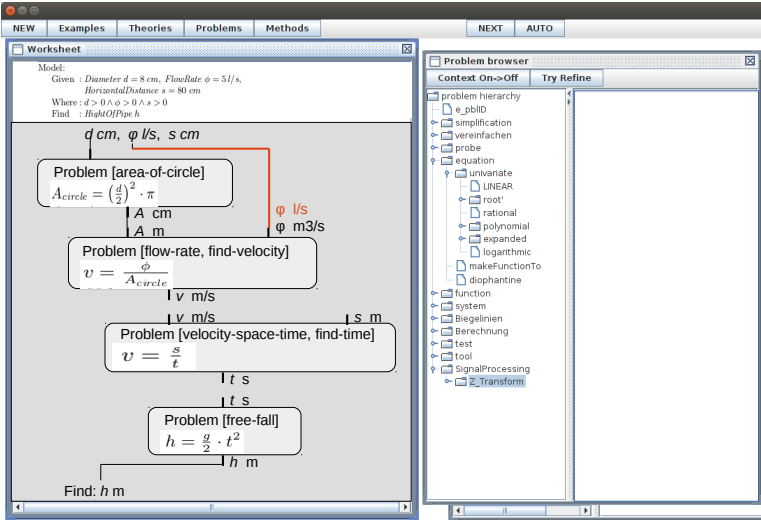 NEW Examples Theories Problems Methods NEXT AUTO
Worksheet
Model:
Given : Diameter d = 8 cm, FlowRate ϕ = 5 l/s,
HorizontalDistance s = 80 cm
Where : d > 0 ∧ ϕ > 0 ∧ s > 0
Find : HightOfPipe h
d cm, φ l/s, s cm
Problem [area-of-circle]
A_circle = (d/2)^2 · π
A cm
φ l/s
A m
φ m3/s
Problem [flow-rate, find-velocity]
v = ϕ/A_circle
v m/s
v m/s
s m
Problem [velocity-space-time, find-time]
v = s/t
t s
t s
Problem [free-fall]
h = g/2 · t^2
h m
Find: h m
Problem browser
Context On->Off Try Refine
problem hierarchy
e_pblID
simplification
vereinfachen
probe
equation
univariate
LINEAR
root'
rational
polynomial
expanded
logarithmic
makeFunctionTo
diophantine
function
system
Biegelinien
Berechnung
test
tool
SignalProcessing
Z_Transform